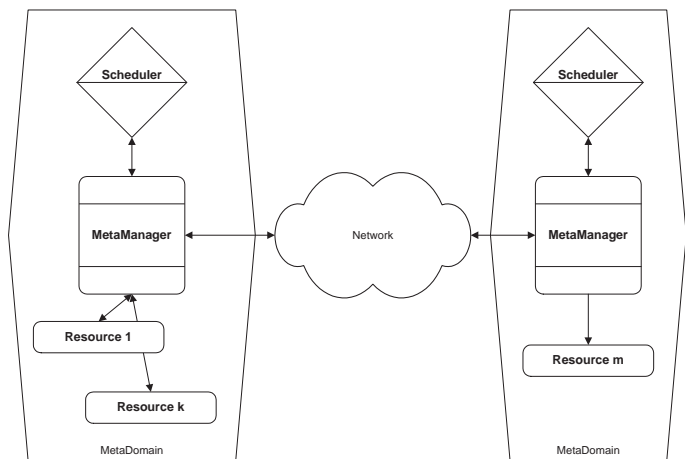 Scheduler
MetaManager
Resource 1
Resource k
MetaDomain
Network
Scheduler
MetaManager
Resource m
MetaDomain